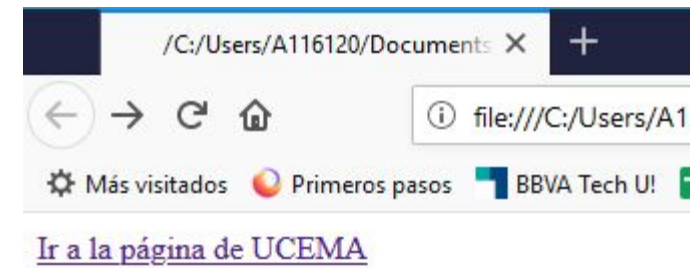 /C:/Users/A116120/Documents
file:///C:/Users/A1
Más visitados Primeros pasos BBVA Tech U!
Ir a la página de UCEMA